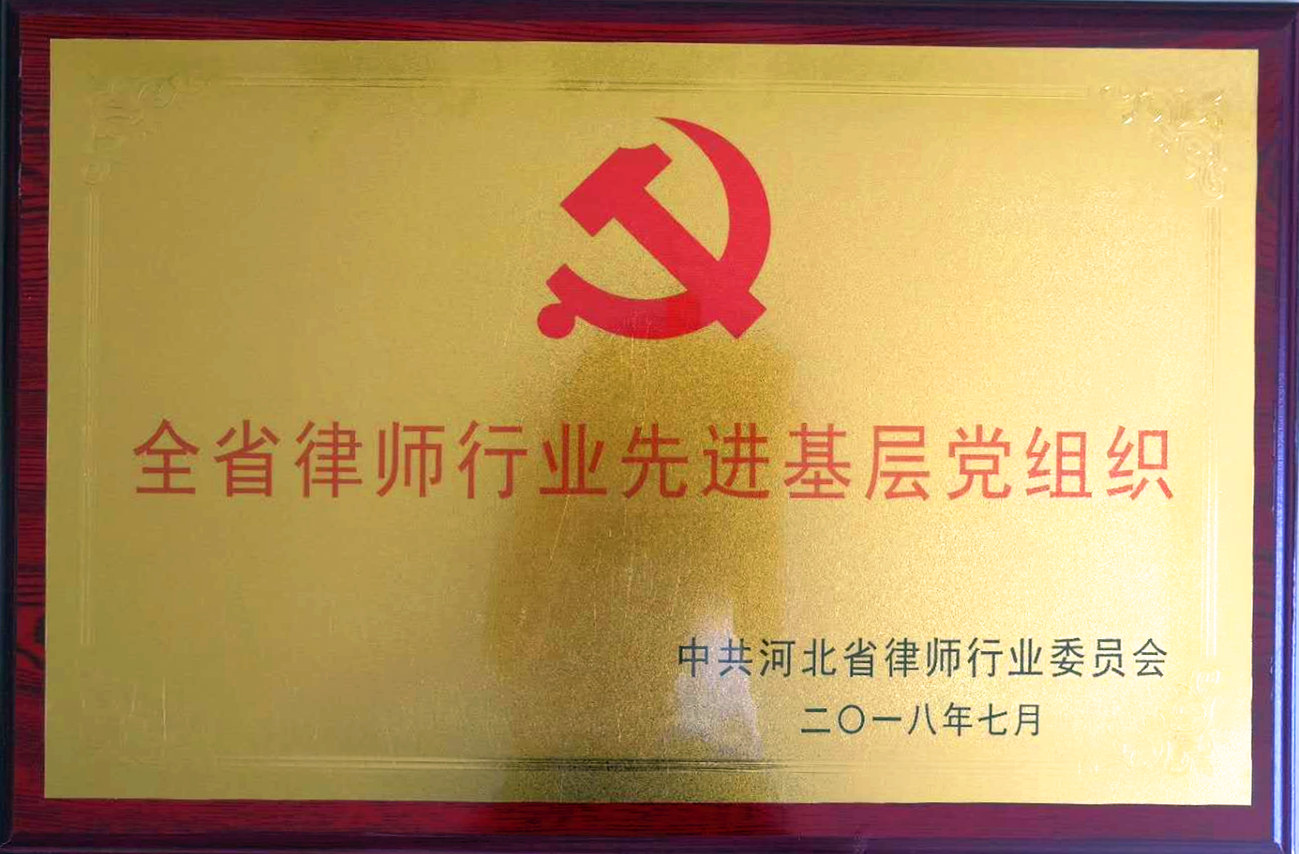 全省律师行业先进基层党组织
中共河北省律师行业委员会
二〇一八年七月